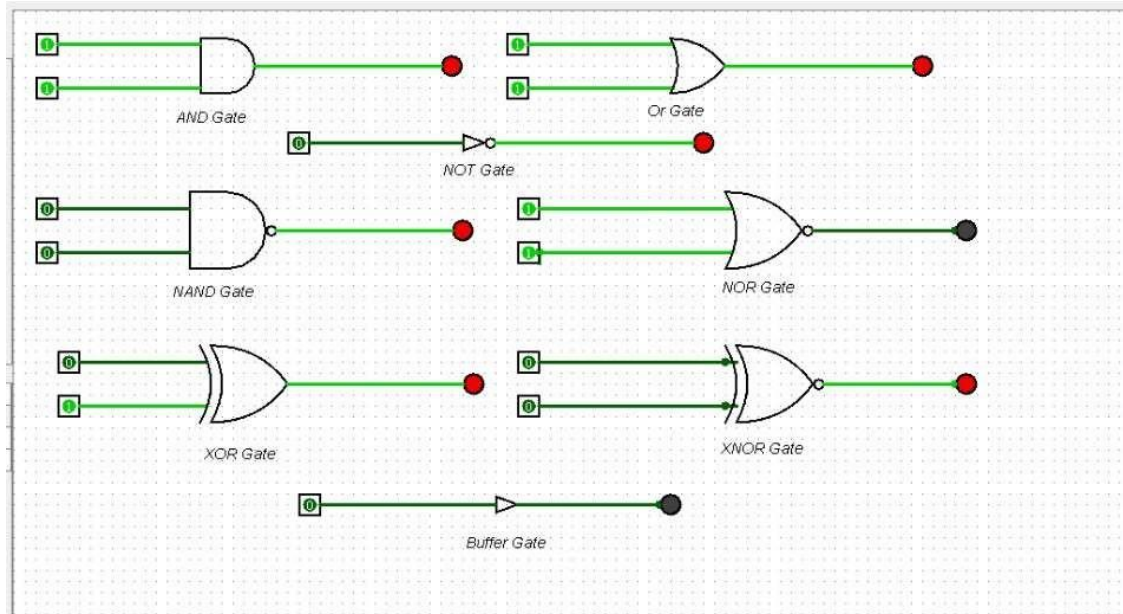 1
1
AND Gate
1
1
Or Gate
0
NOT Gate
0
0
NAND Gate
1
1
NOR Gate
0
1
XOR Gate
0
0
XNOR Gate
0
Buffer Gate